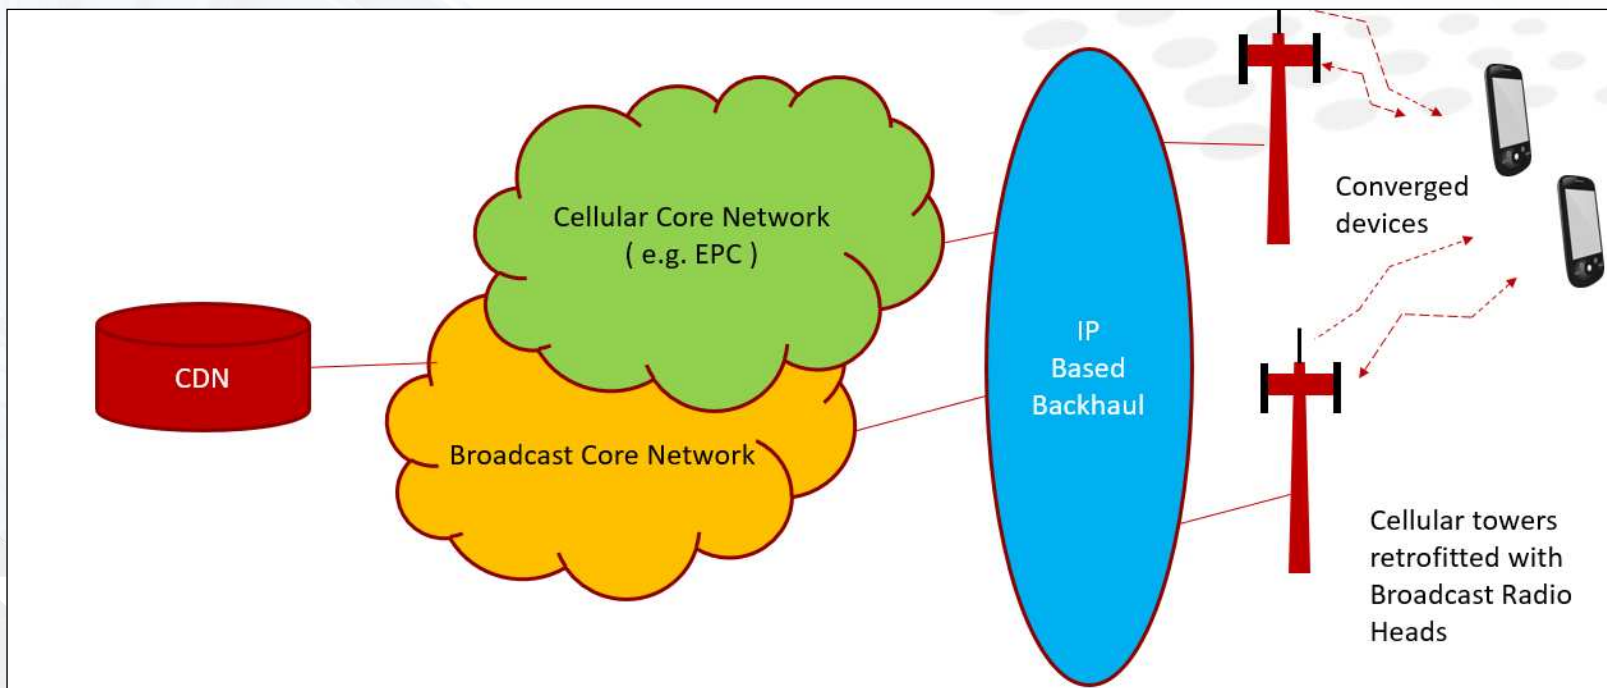 CDN
Cellular Core Network
( e.g. EPC )
Broadcast Core Network
IP
Based
Backhaul
Converged
devices
Cellular towers
retrofitted with
Broadcast Radio
Heads